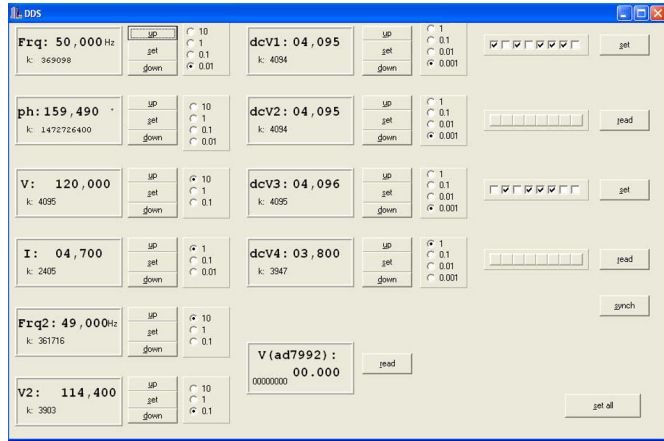 DDS
Frq: 50,000 Hz
k: 369098
up
set
down
10
1
0.1
0.01
dcV1: 04,095
k: 4094
up
set
down
1
0.1
0.01
0.001
set
ph: 159,490 °
k: 1472726400
up
set
down
10
1
0.1
0.01
dcV2: 04,095
k: 4094
up
set
down
1
0.1
0.01
0.001
read
V: 120,000
k: 4095
up
set
down
10
1
0.1
dcV3: 04,096
k: 4095
up
set
down
1
0.1
0.01
0.001
set
I: 04,700
k: 2405
up
set
down
1
0.1
0.01
dcV4: 03,800
k: 3947
up
set
down
1
0.1
0.01
0.001
read
synch
Frq2: 49,000Hz
k: 361716
up
set
down
10
1
0.1
V(ad7992):
00.000
00000000
read
V2: 114,400
k: 3903
up
set
down
10
1
0.1
set all